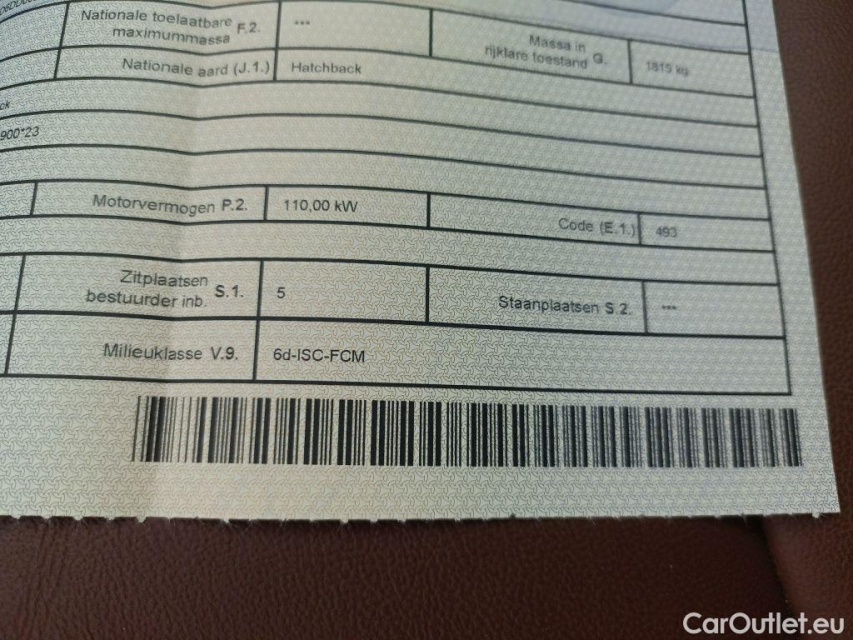 Nationale toelaatbare F.2. ---
maximummassa
Massa in G. 1815 kg
rijklare toestand
Nationale aard (J.1.) Hatchback
900*23
Motorvermogen P.2. 110,00 kW
Code (E.1.) 493
Zitplaatsen S.1. 5
bestuurder inb.
Staanplaatsen S.2. ---
Milieuklasse V.9. 6d-ISC-FCM
CarOutlet.eu